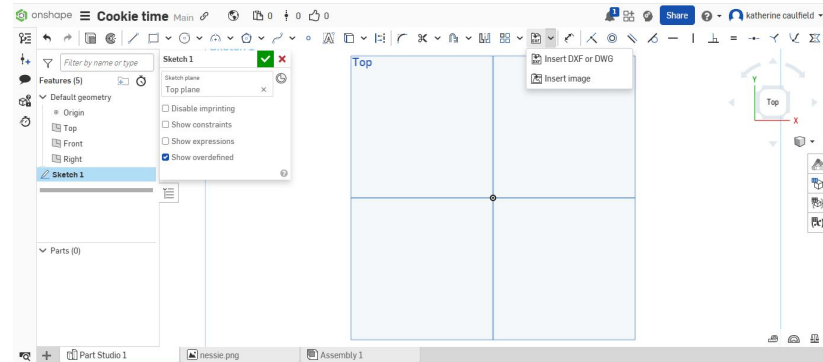 onshape Cookie time Main 0 0 0 1 Share katherine caulfield
Sketch 1
Sketch plane
Top plane
Disable imprinting
Show constraints
Show expressions
Show overdefined
Filter by name or type
Features (5)
Default geometry
Origin
Top
Front
Right
Sketch 1
Parts (0)
Top
DXF
Insert DXF or DWG
Insert image
Y
Top
X
Part Studio 1 nessie.png Assembly 1